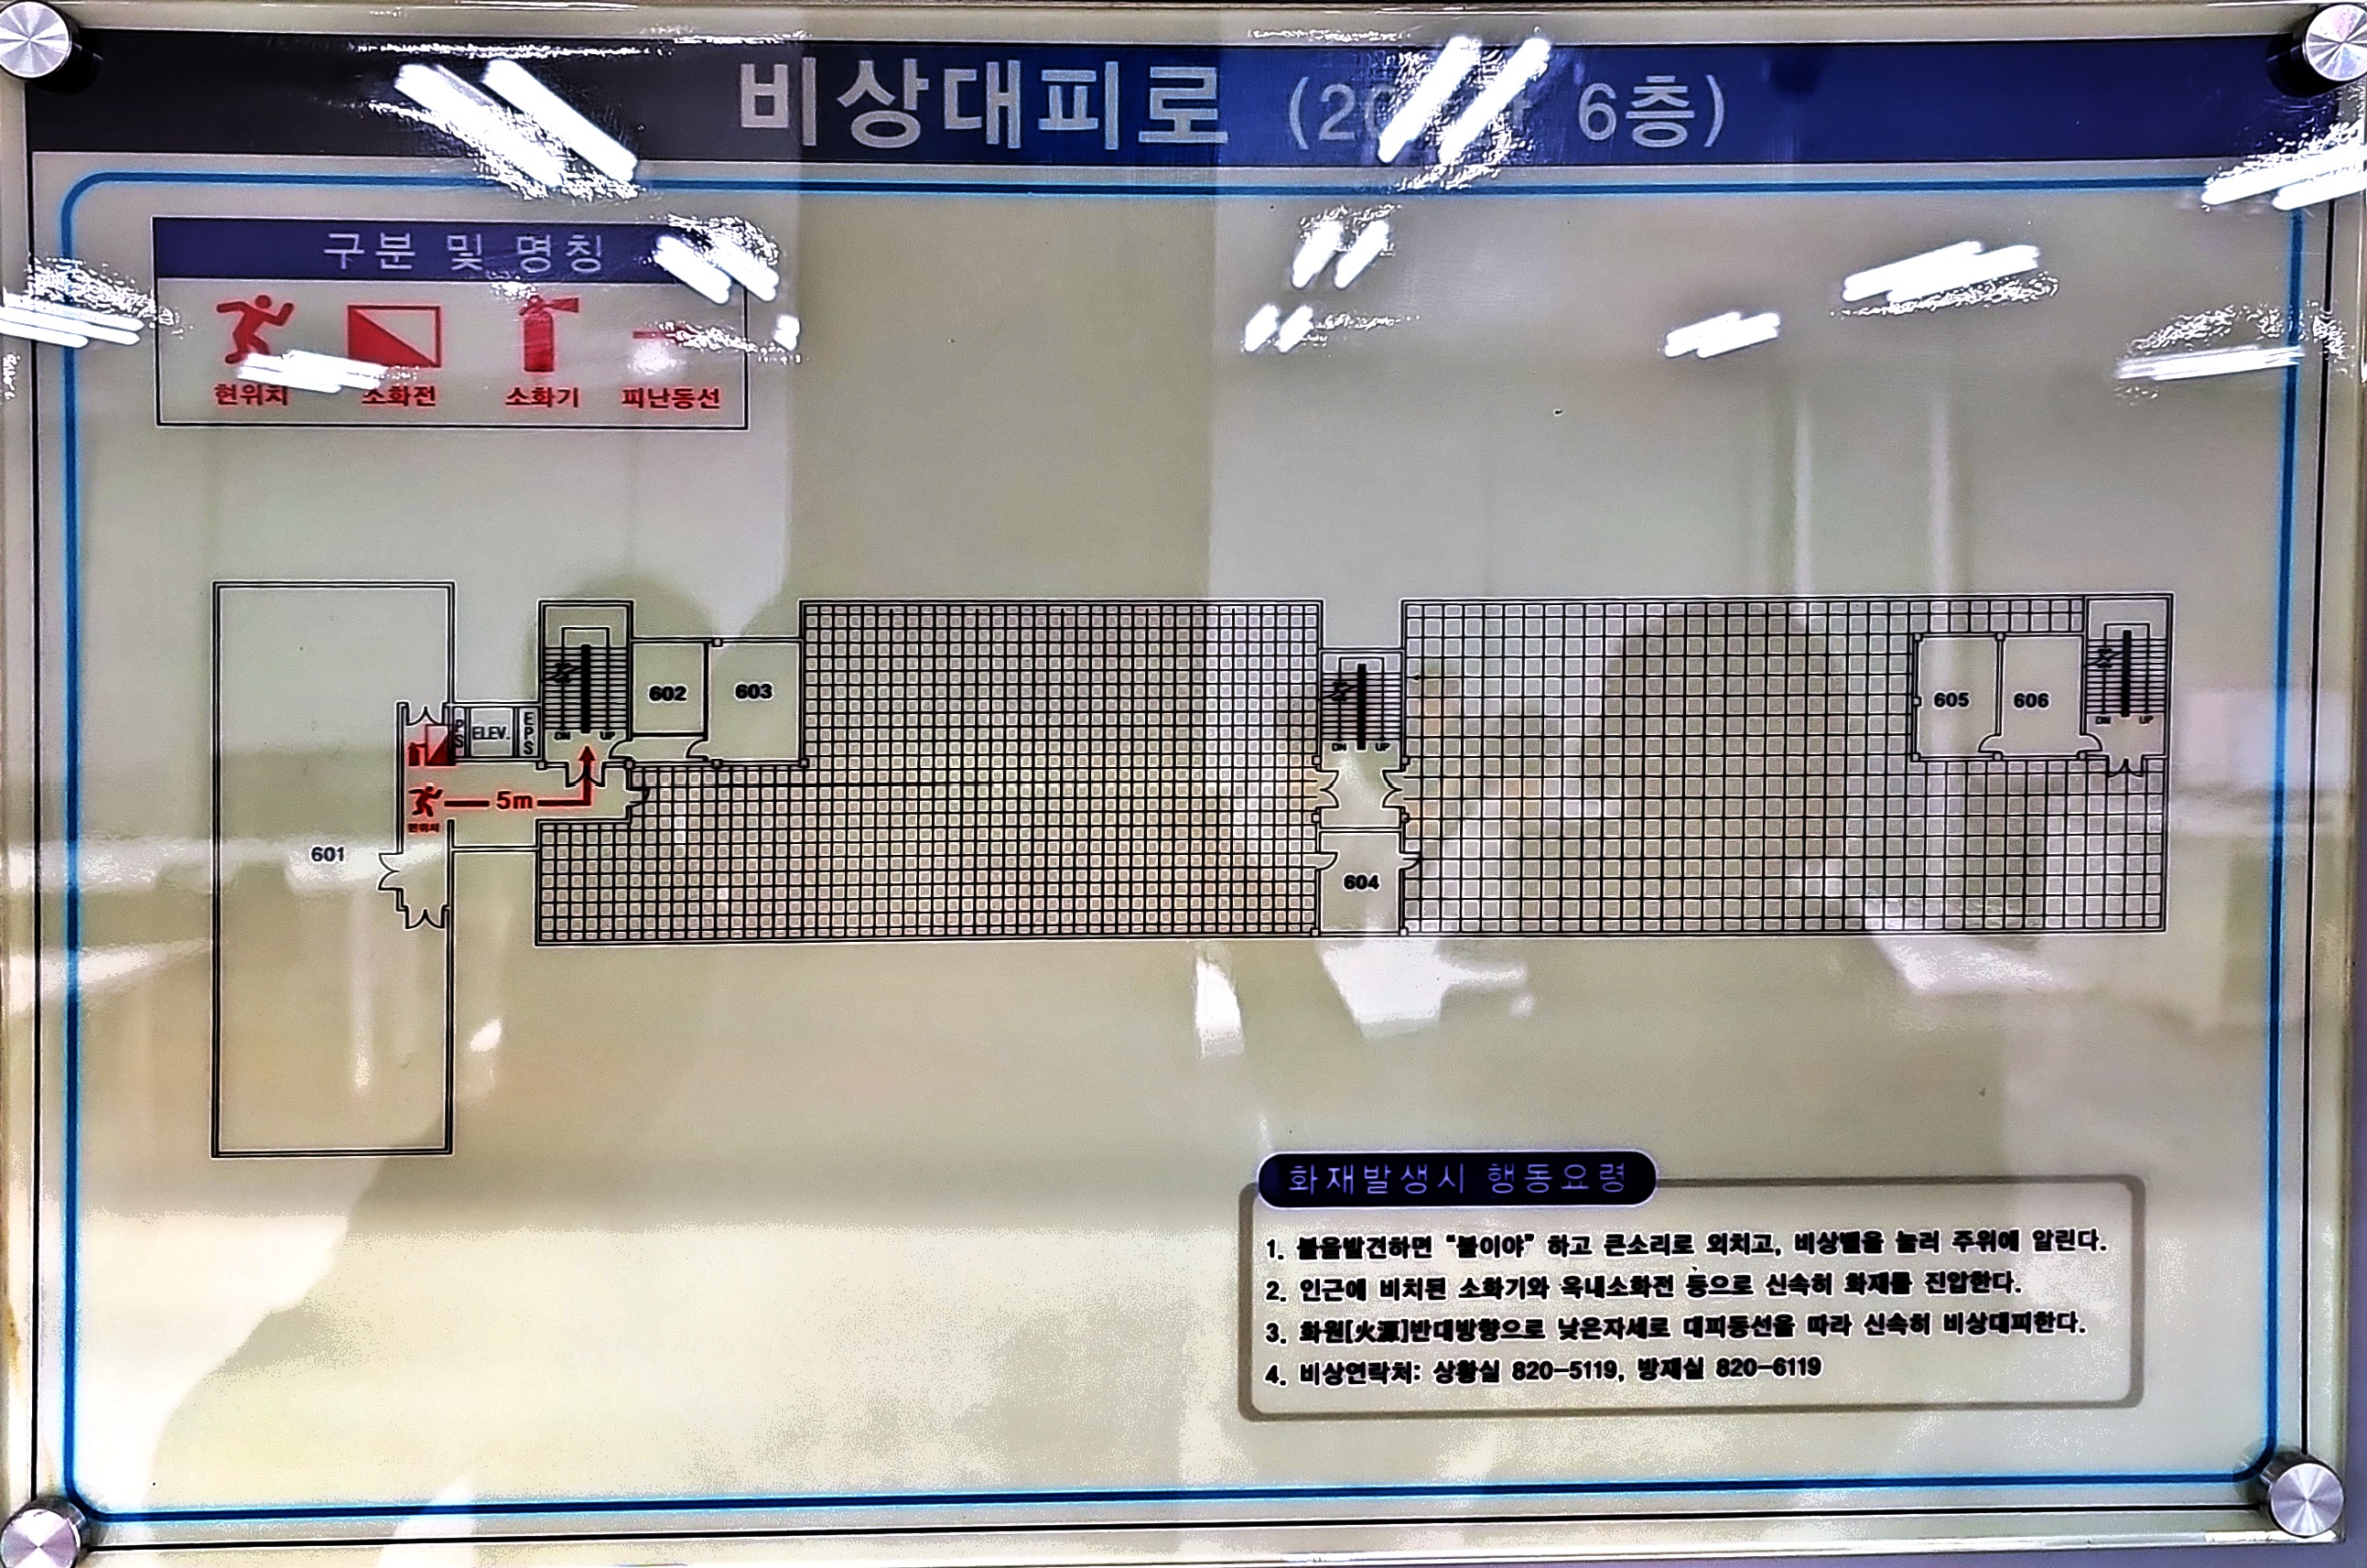 비상대피로 (20 6층)
구분 및 명칭
현위치 소화전 소화기 피난동선
PS ELEV. EPS
DN UP
602 603
DN UP
605 606
DN UP
5m
현위치
601
604
화재발생시 행동요령
1. 불을발견하면 “불이야” 하고 큰소리로 외치고, 비상벨을 눌러 주위에 알린다.
2. 인근에 비치된 소화기와 옥내소화전 등으로 신속히 화재를 진압한다.
3. 화원[火源]반대방향으로 낮은자세로 대피동선을 따라 신속히 비상대피한다.
4. 비상연락처: 상황실 820-5119, 방재실 820-6119